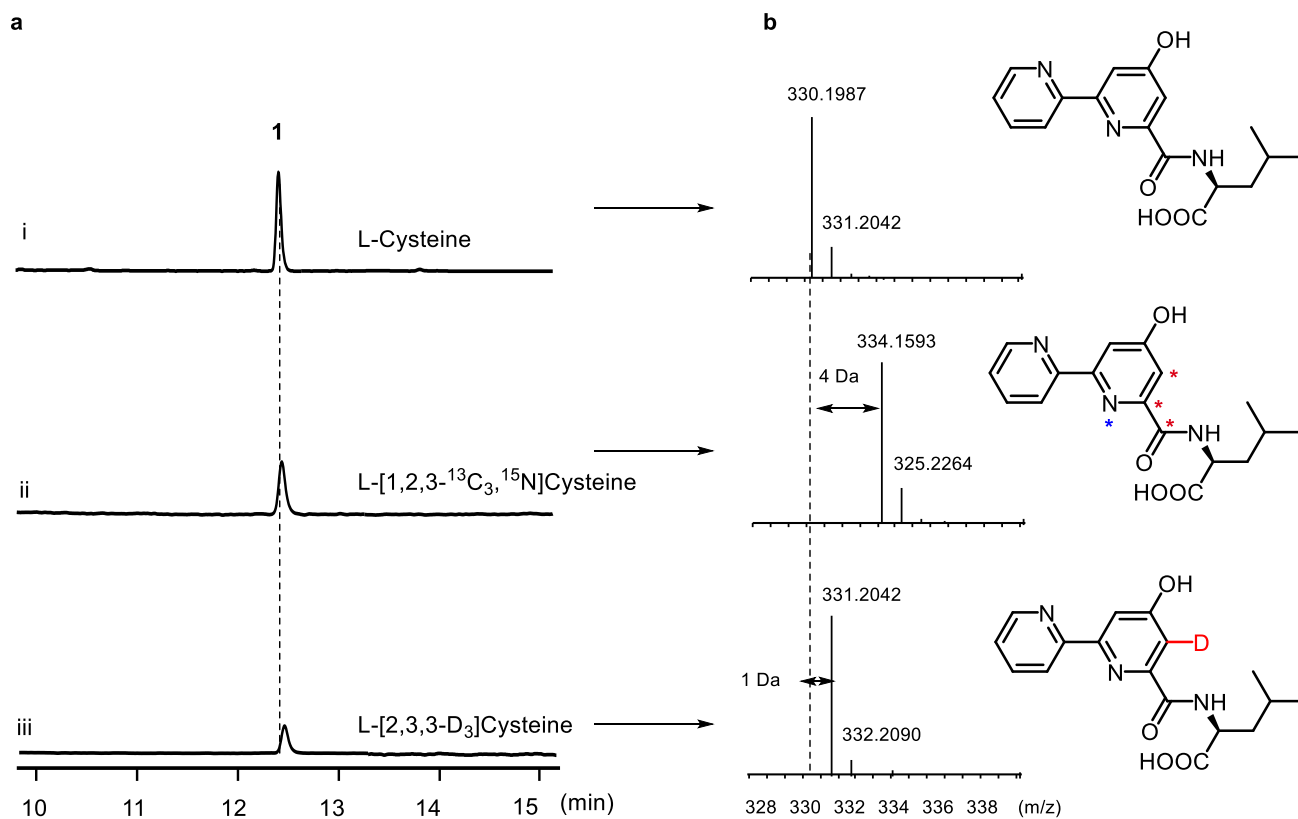 a
1
i
L-Cysteine
ii
L-[1,2,3-¹³C₃,¹⁵N]Cysteine
iii
L-[2,3,3-D₃]Cysteine
10 11 12 13 14 15 (min)
b
330.1987
331.2042
OH
N
N
NH
O
HOOC
334.1593
4 Da
325.2264
OH
N
*
N
*
*
*
NH
O
HOOC
331.2042
1 Da
332.2090
OH
N
D
N
NH
O
HOOC
328 330 332 334 336 338 (m/z)